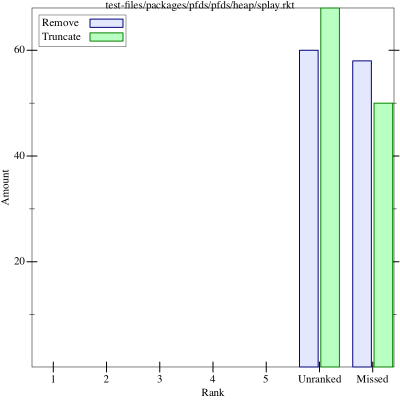 test-files/packages/pfds/pfds/heap/splay.rkt
Remove
Truncate
60
40
20
Amount
1 2 3 4 5 Unranked Missed
Rank